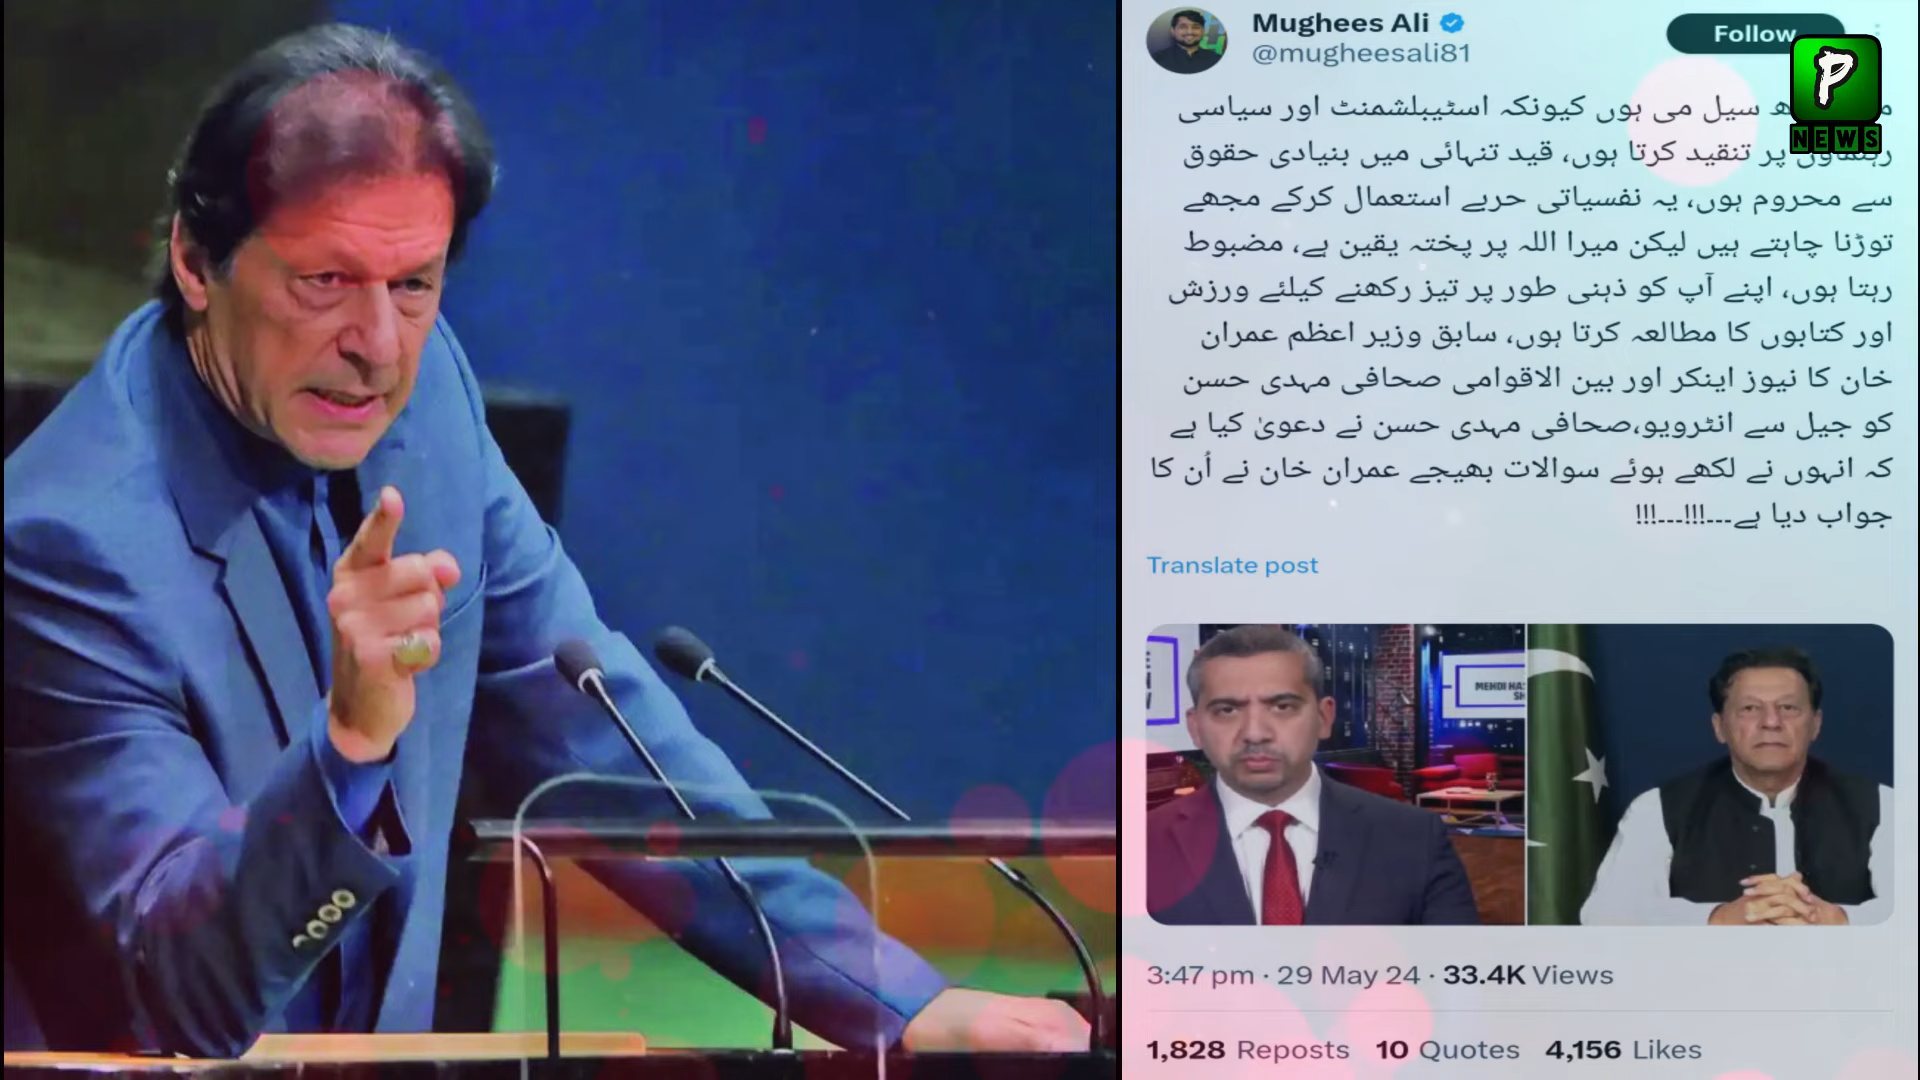 Mughees Ali
@mugheesali81
Follow
P
NEWS
سیل می ہوں کیونکہ اسٹیبلشمنٹ اور سیاسی
رہنماوں پر تنقید کرتا ہوں، قید تنہائی میں بنیادی حقوق
سے محروم ہوں، یہ نفسیاتی حربے استعمال کرکے مجھے
توڑنا چاہتے ہیں لیکن میرا اللہ پر پختہ یقین ہے، مضبوط
رہتا ہوں، اپنے آپ کو ذہنی طور پر تیز رکھنے کیلئے ورزش
اور کتابوں کا مطالعہ کرتا ہوں، سابق وزیر اعظم عمران
خان کا نیوز اینکر اور بین الاقوامی صحافی مہدی حسن
کو جیل سے انٹرویو،صحافی مہدی حسن نے دعویٰ کیا ہے
کہ انہوں نے لکھے ہوئے سوالات بھیجے عمران خان نے اُن کا
جواب دیا ہے---!!!---!!!
Translate post
MEHDI HAS
SH
3:47 pm · 29 May 24 · 33.4K Views
1,828 Reposts 10 Quotes 4,156 Likes